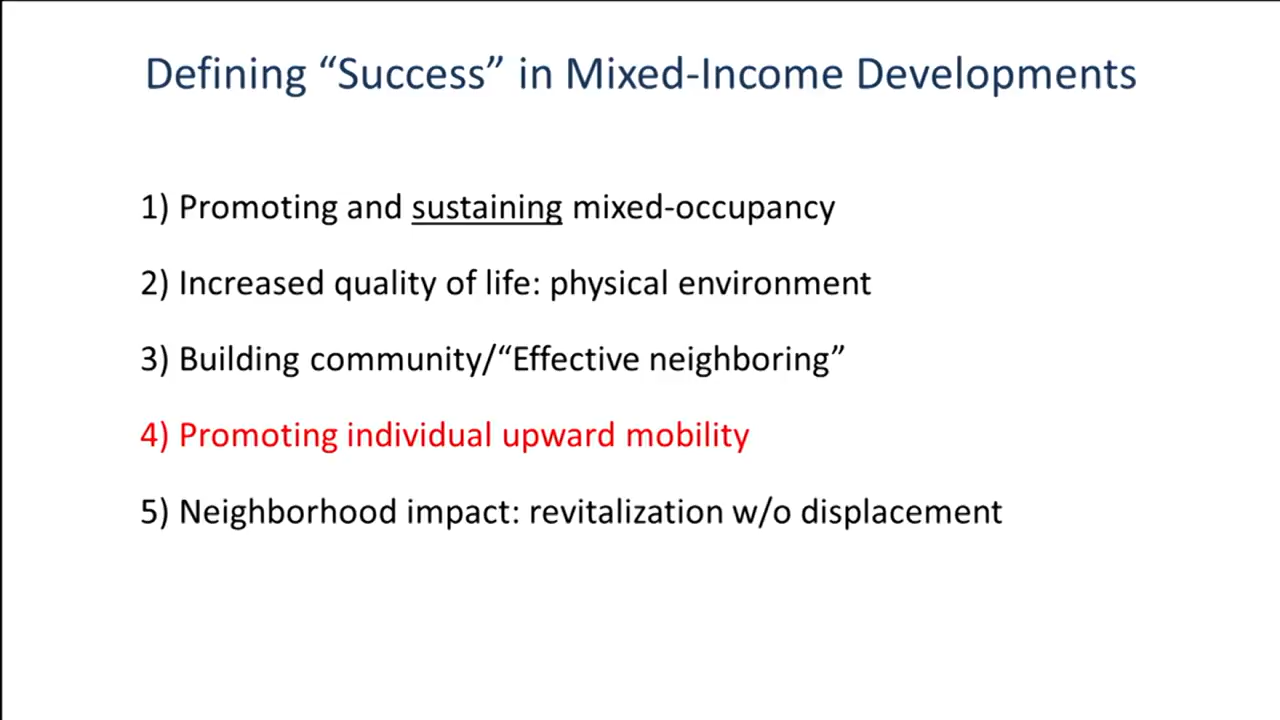 Defining “Success” in Mixed-Income Developments
1) Promoting and sustaining mixed-occupancy
2) Increased quality of life: physical environment
3) Building community/“Effective neighboring”
4) Promoting individual upward mobility
5) Neighborhood impact: revitalization w/o displacement